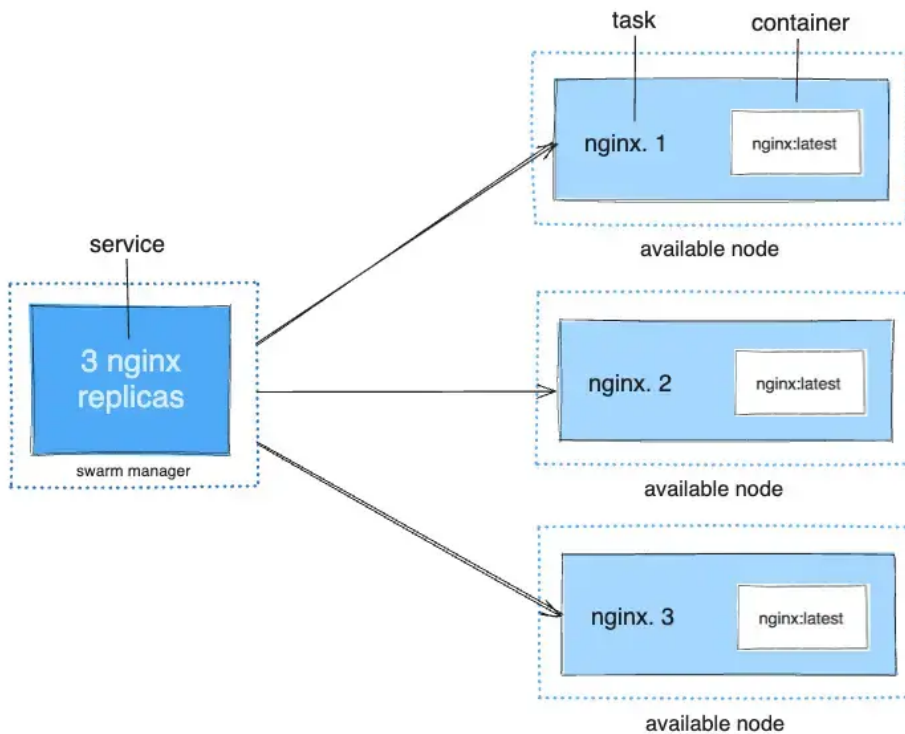 task
container
nginx. 1
nginx:latest
available node
service
3 nginx
replicas
swarm manager
nginx. 2
nginx:latest
available node
nginx. 3
nginx:latest
available node